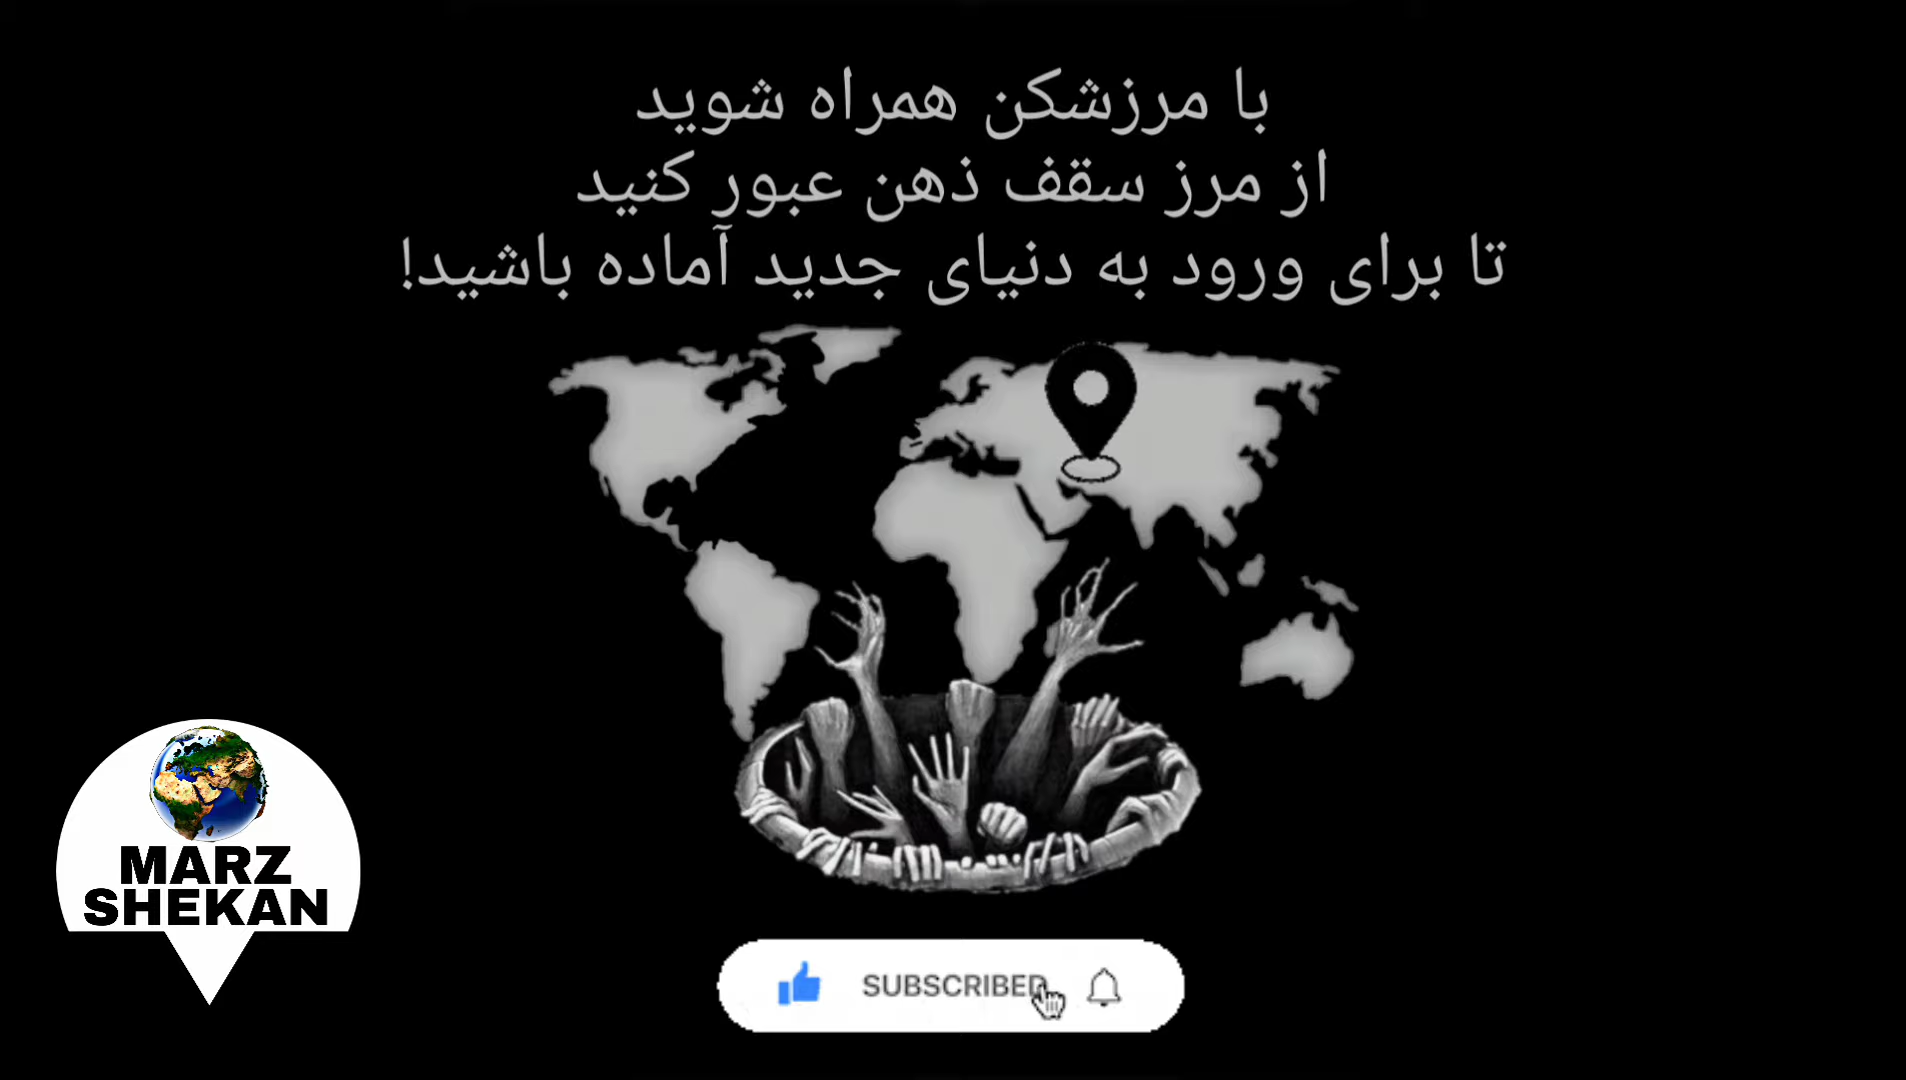 با مرزشکن همراه شوید
از مرز سقف ذهن عبور کنید
تا برای ورود به دنیای جدید آماده باشید!
MARZ
SHEKAN
SUBSCRIBED